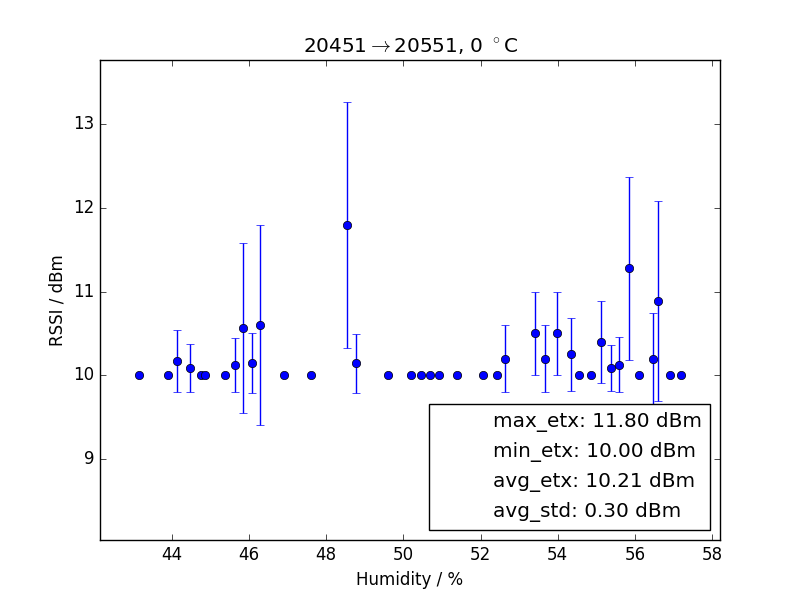 20451→20551, 0 °C
RSSI / dBm
13
12
11
10
9
max_etx: 11.80 dBm
min_etx: 10.00 dBm
avg_etx: 10.21 dBm
avg_std: 0.30 dBm
44 46 48 50 52 54 56 58
Humidity / %